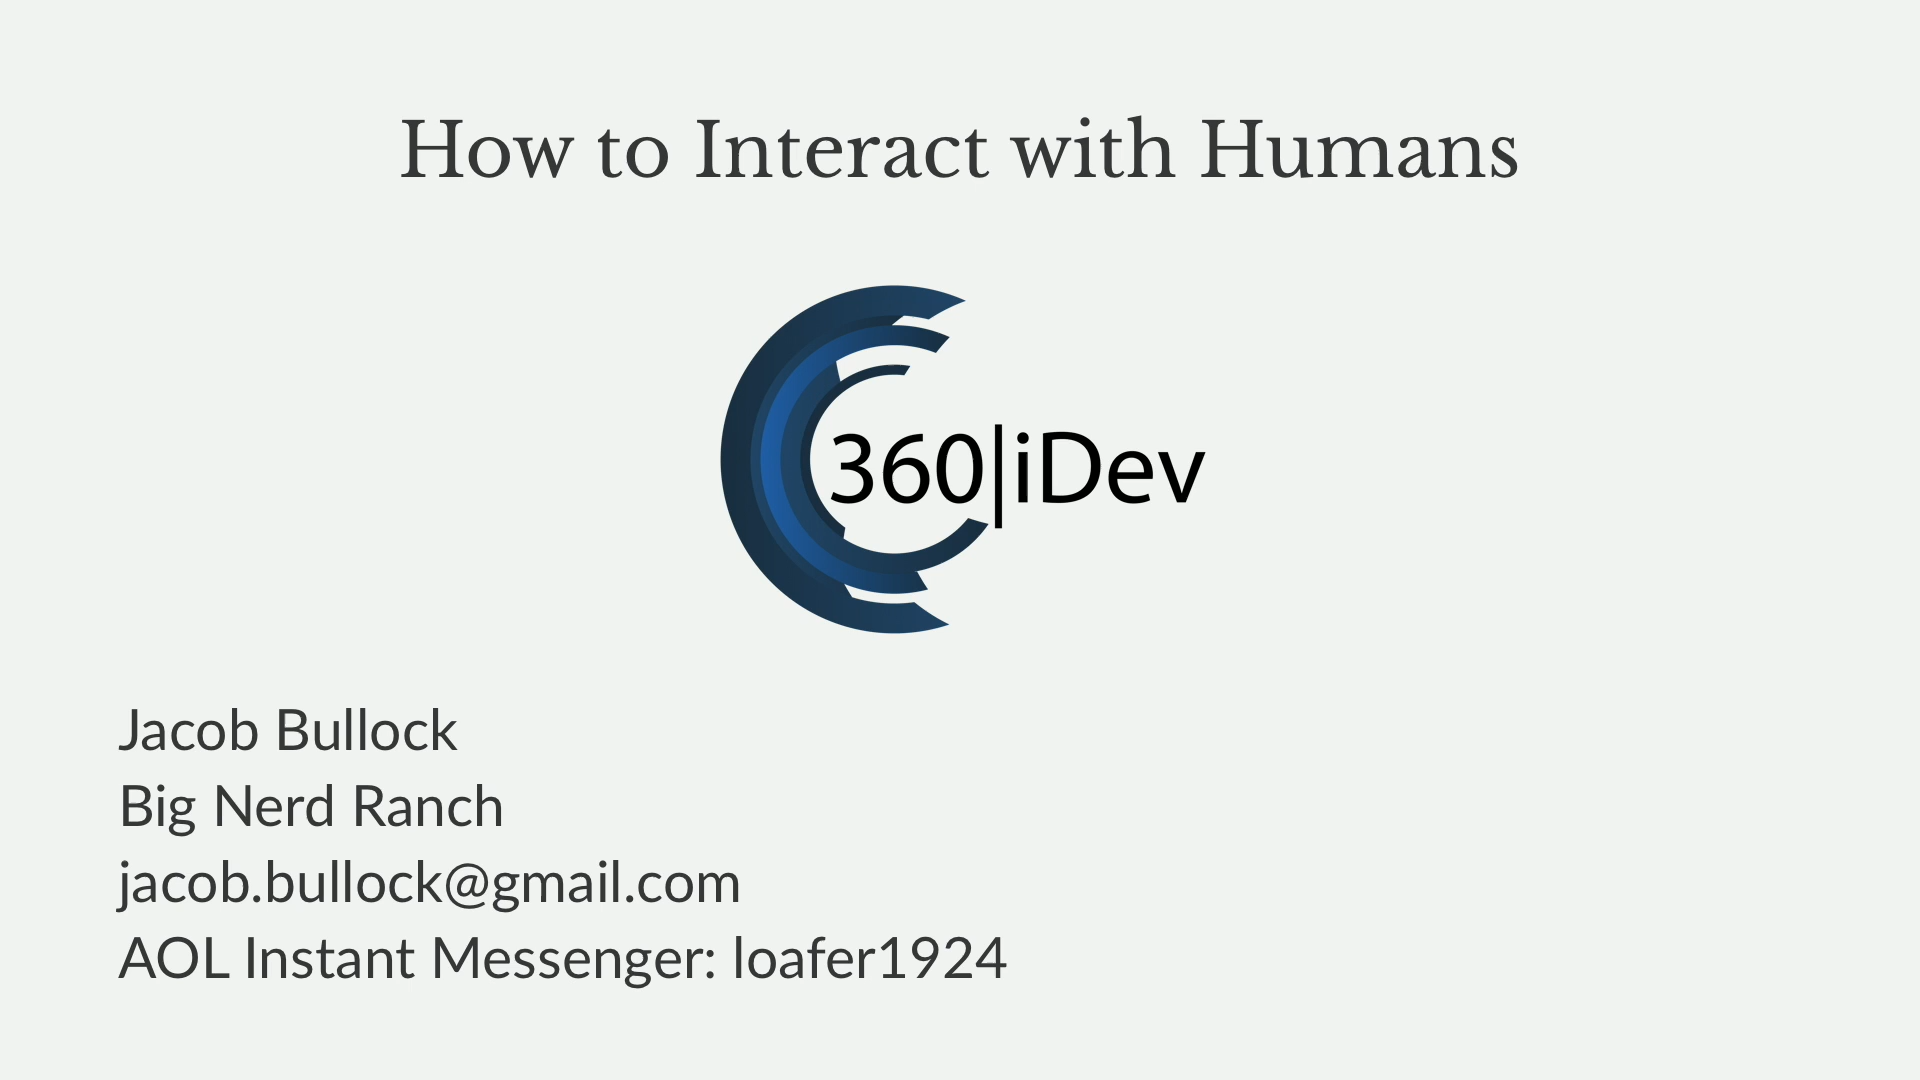 How to Interact with Humans
360|iDev
Jacob Bullock
Big Nerd Ranch
jacob.bullock@gmail.com
AOL Instant Messenger: loafer1924